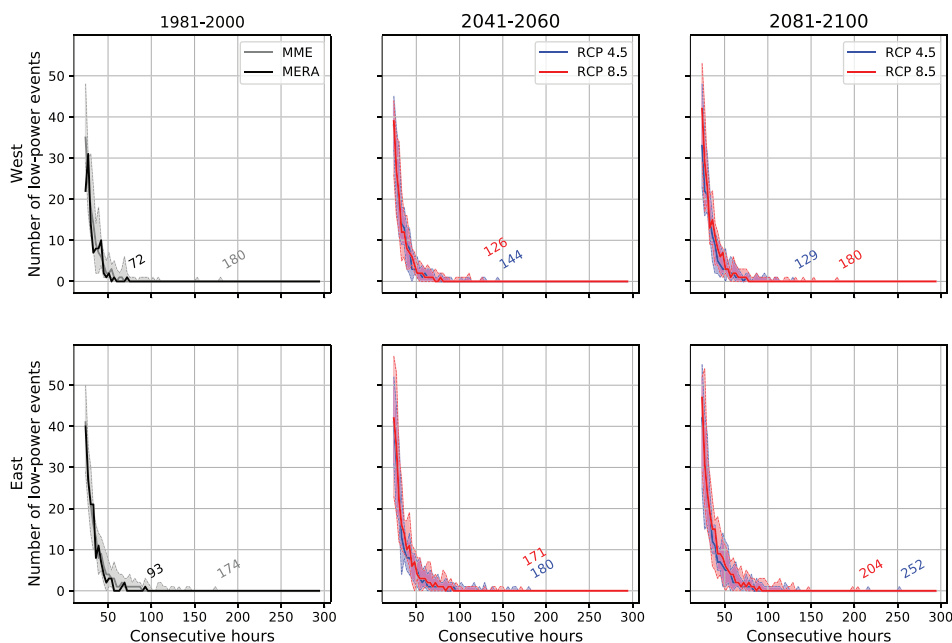 1981-2000
2041-2060
2081-2100
West
Number of low-power events
50
40
30
20
10
0
MME
MERA
72
180
RCP 4.5
RCP 8.5
126
144
RCP 4.5
RCP 8.5
129
180
East
Number of low-power events
50
40
30
20
10
0
93
174
171
180
204
252
50 100 150 200 250 300
Consecutive hours
50 100 150 200 250 300
Consecutive hours
50 100 150 200 250 300
Consecutive hours